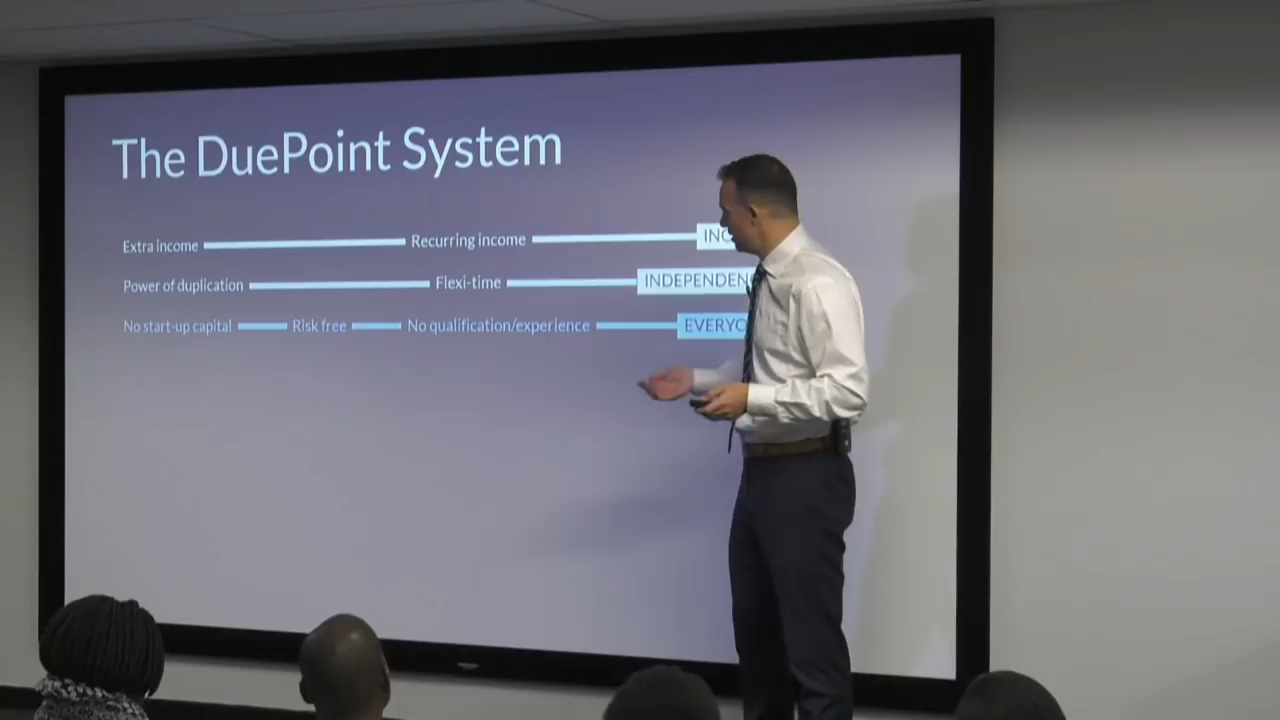 The DuePoint System
Extra income Recurring income
Power of duplication Flexi-time
No start-up capital Risk free No qualification/experience